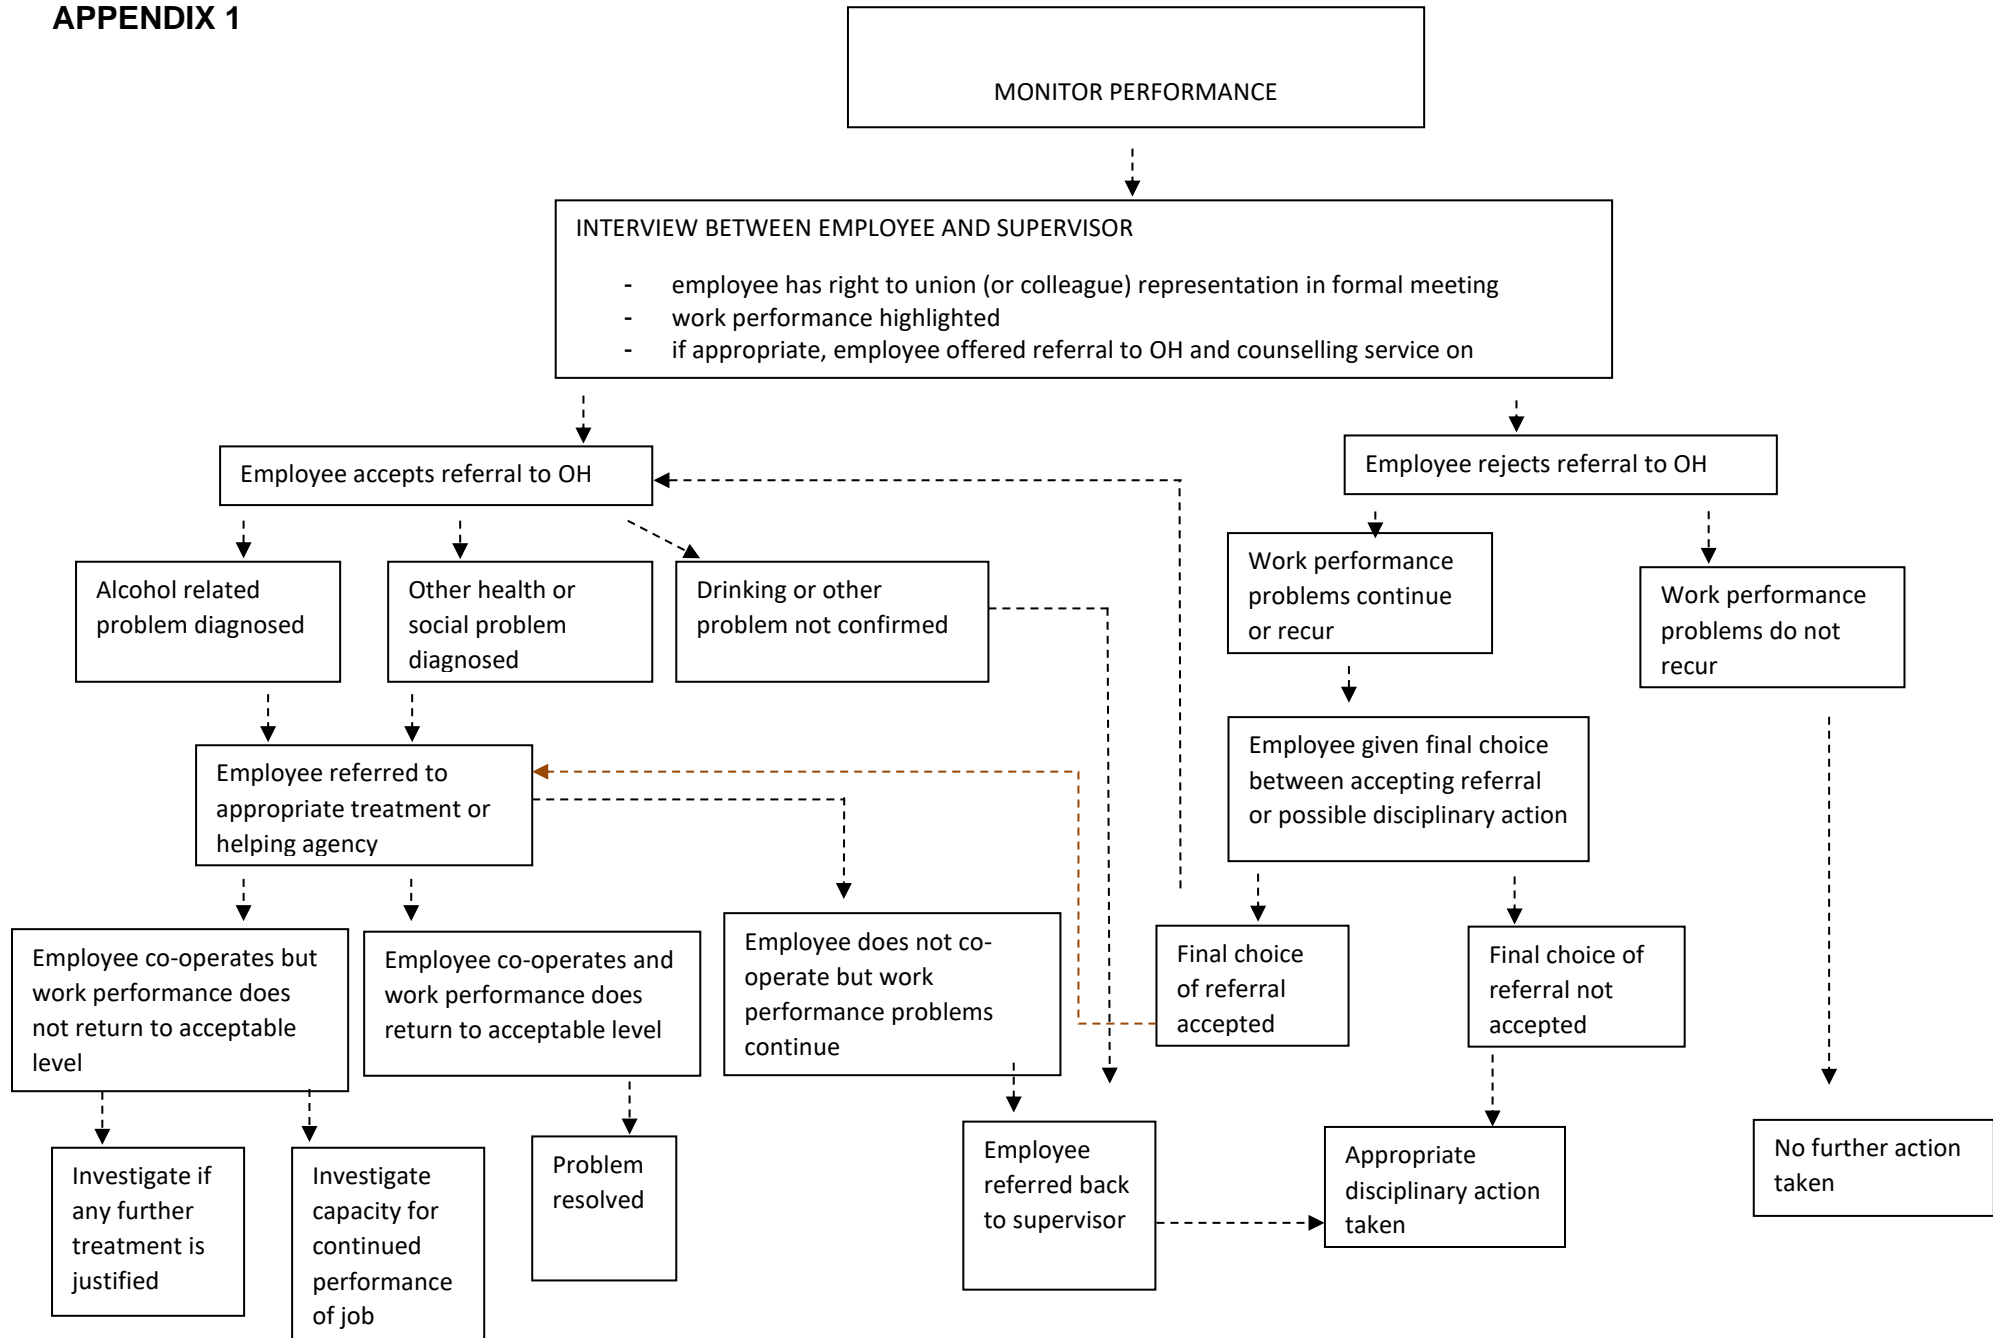 APPENDIX 1
MONITOR PERFORMANCE
INTERVIEW BETWEEN EMPLOYEE AND SUPERVISOR
- employee has right to union (or colleague) representation in formal meeting
- work performance highlighted
- if appropriate, employee offered referral to OH and counselling service on
Employee accepts referral to OH
Employee rejects referral to OH
Alcohol related
problem diagnosed
Other health or
social problem
diagnosed
Drinking or other
problem not confirmed
Work performance
problems continue
or recur
Work performance
problems do not
recur
Employee referred to
appropriate treatment or
helping agency
Employee given final choice
between accepting referral
or possible disciplinary action
Employee co-operates but
work performance does
not return to acceptable
level
Employee co-operates and
work performance does
return to acceptable level
Employee does not co-
operate but work
performance problems
continue
Final choice
of referral
accepted
Final choice of
referral not
accepted
Investigate if
any further
treatment is
justified
Investigate
capacity for
continued
performance
of job
Problem
resolved
Employee
referred back
to supervisor
Appropriate
disciplinary action
taken
No further action
taken